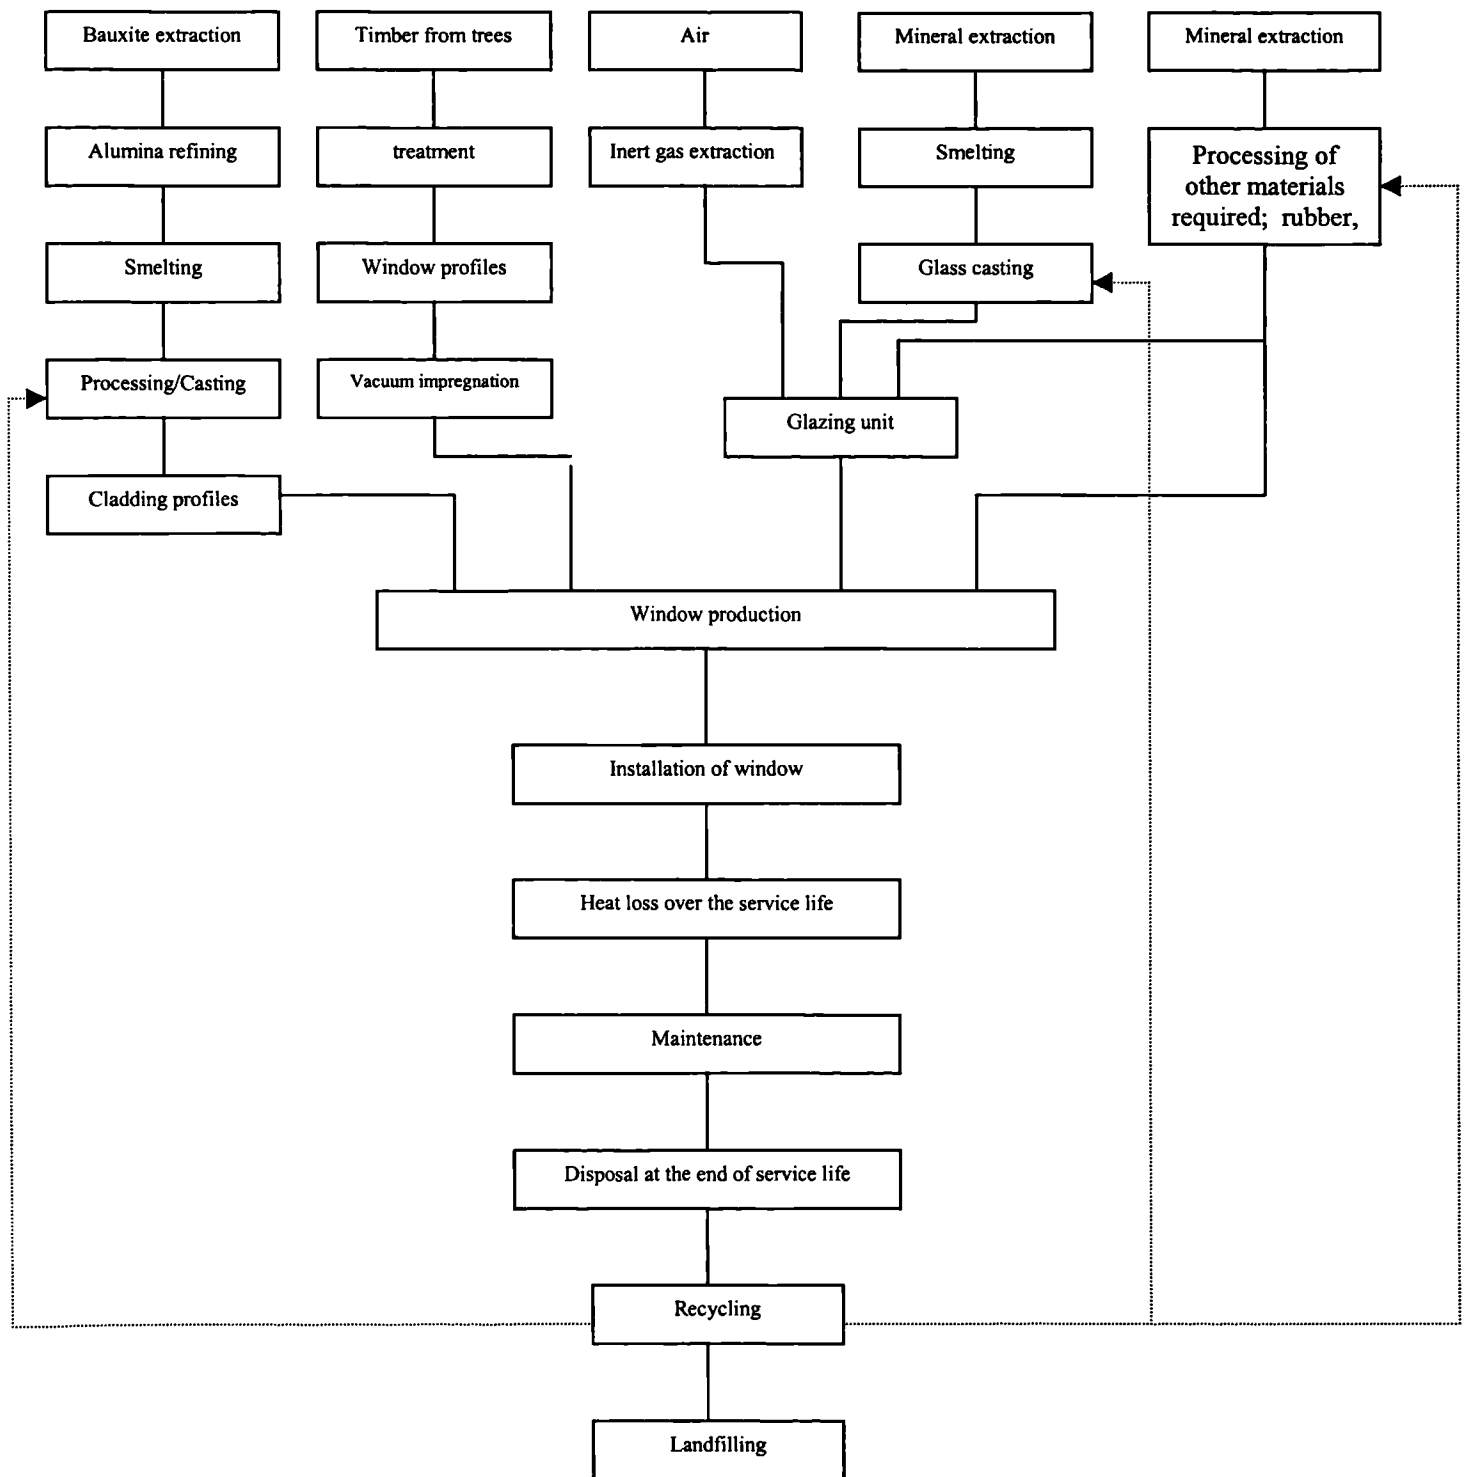 Bauxite extraction
Timber from trees
Air
Mineral extraction
Mineral extraction
Alumina refining
treatment
Inert gas extraction
Smelting
Processing of
other materials
required; rubber,
Smelting
Window profiles
Glass casting
Processing/Casting
Vacuum impregnation
Glazing unit
Cladding profiles
Window production
Installation of window
Heat loss over the service life
Maintenance
Disposal at the end of service life
Recycling
Landfilling